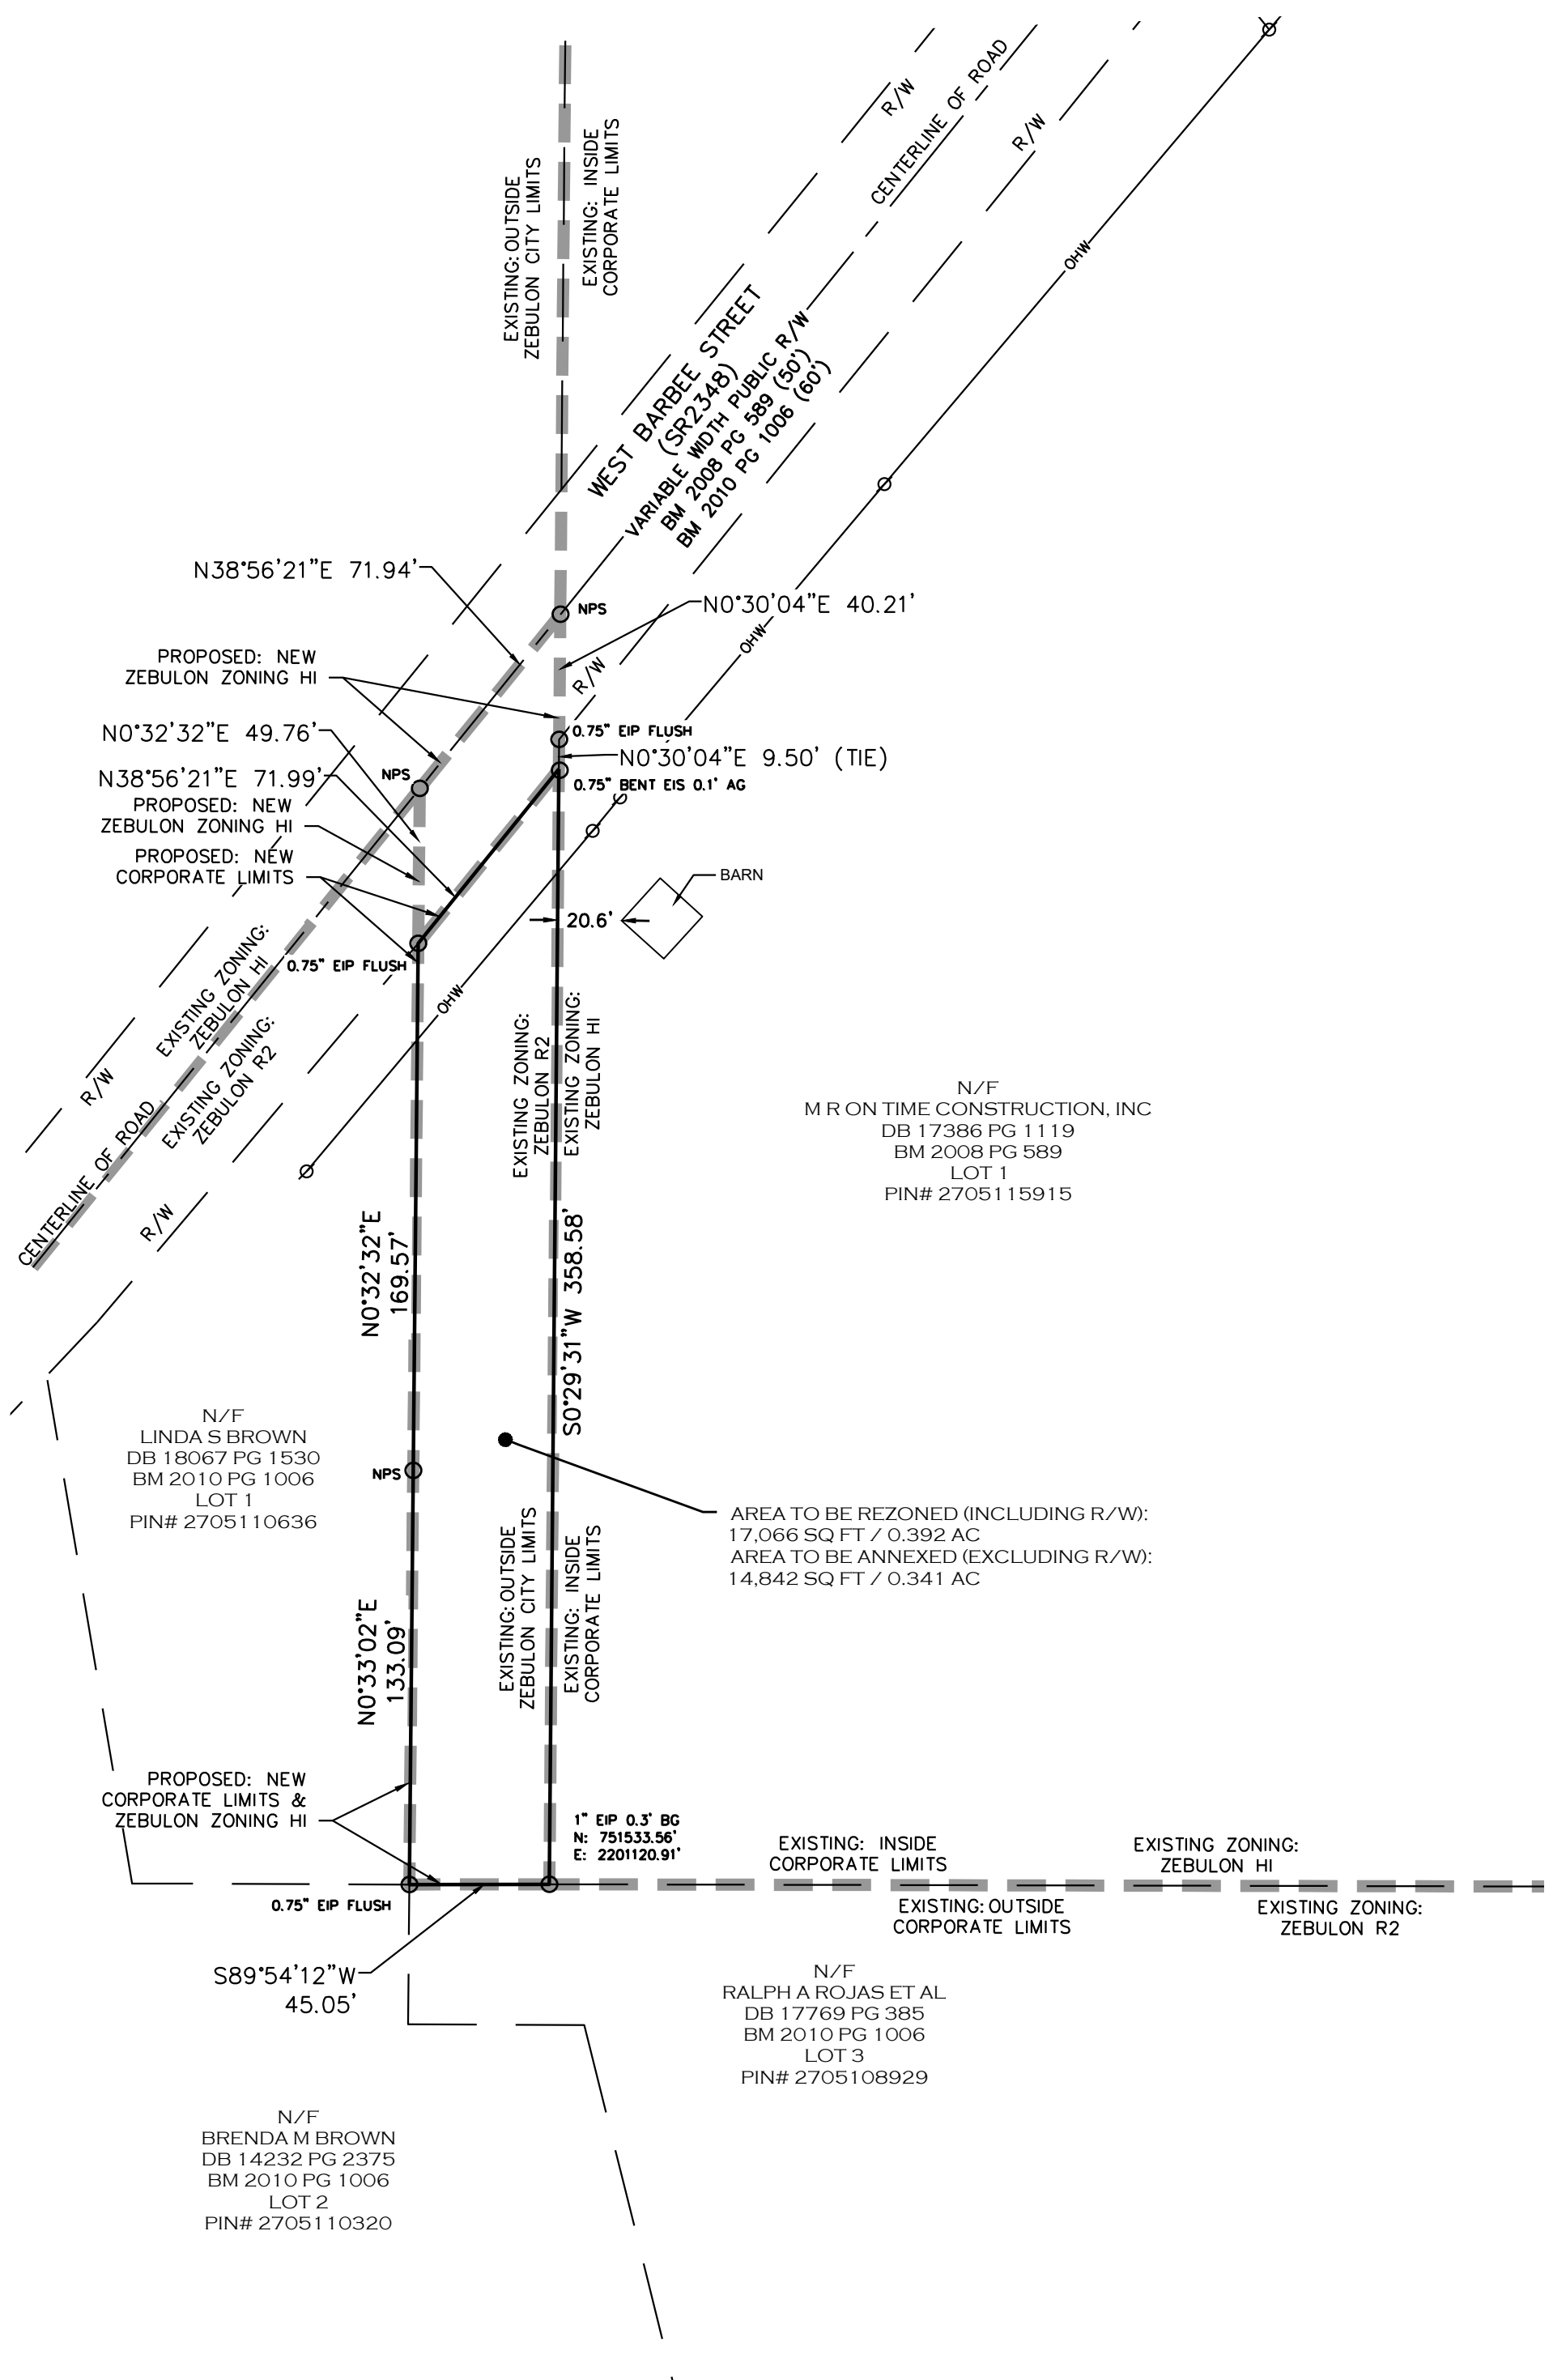 R/W
CENTERLINE OF ROAD
R/W
EXISTING: OUTSIDE
ZEBULON CITY LIMITS
EXISTING: INSIDE
CORPORATE LIMITS
OHW
WEST BARBEE STREET
(SR2348)
VARIABLE WIDTH PUBLIC R/W
BM 2008 PG 589 (50')
BM 2010 PG 1006 (60')
N38°56'21"E 71.94'
NPS
N0°30'04"E 40.21'
OHW
PROPOSED: NEW
ZEBULON ZONING HI
R/W
N0°32'32"E 49.76'
0.75" EIP FLUSH
N0°30'04"E 9.50' (TIE)
N38°56'21"E 71.99'
NPS
0.75" BENT EIS 0.1' AG
PROPOSED: NEW
ZEBULON ZONING HI
PROPOSED: NEW
CORPORATE LIMITS
BARN
20.6'
0.75" EIP FLUSH
OHW
EXISTING ZONING:
ZEBULON HI
EXISTING ZONING:
ZEBULON R2
EXISTING ZONING:
ZEBULON R2
EXISTING ZONING:
ZEBULON HI
R/W
CENTERLINE OF ROAD
R/W
N/F
M R ON TIME CONSTRUCTION, INC
DB 17386 PG 1119
BM 2008 PG 589
LOT 1
PIN# 2705115915
N0°32'32"E
169.57'
S0°29'31"W 358.58'
N/F
LINDA S BROWN
DB 18067 PG 1530
BM 2010 PG 1006
LOT 1
PIN# 2705110636
NPS
AREA TO BE REZONED (INCLUDING R/W):
17,066 SQ FT / 0.392 AC
AREA TO BE ANNEXED (EXCLUDING R/W):
14,842 SQ FT / 0.341 AC
EXISTING: OUTSIDE
ZEBULON CITY LIMITS
EXISTING: INSIDE
CORPORATE LIMITS
N0°33'02"E
133.09'
PROPOSED: NEW
CORPORATE LIMITS &
ZEBULON ZONING HI
1" EIP 0.3' BG
N: 751533.56'
E: 2201120.91'
EXISTING: INSIDE
CORPORATE LIMITS
EXISTING ZONING:
ZEBULON HI
0.75" EIP FLUSH
EXISTING: OUTSIDE
CORPORATE LIMITS
EXISTING ZONING:
ZEBULON R2
S89°54'12"W
45.05'
N/F
RALPH A ROJAS ET AL
DB 17769 PG 385
BM 2010 PG 1006
LOT 3
PIN# 2705108929
N/F
BRENDA M BROWN
DB 14232 PG 2375
BM 2010 PG 1006
LOT 2
PIN# 2705110320